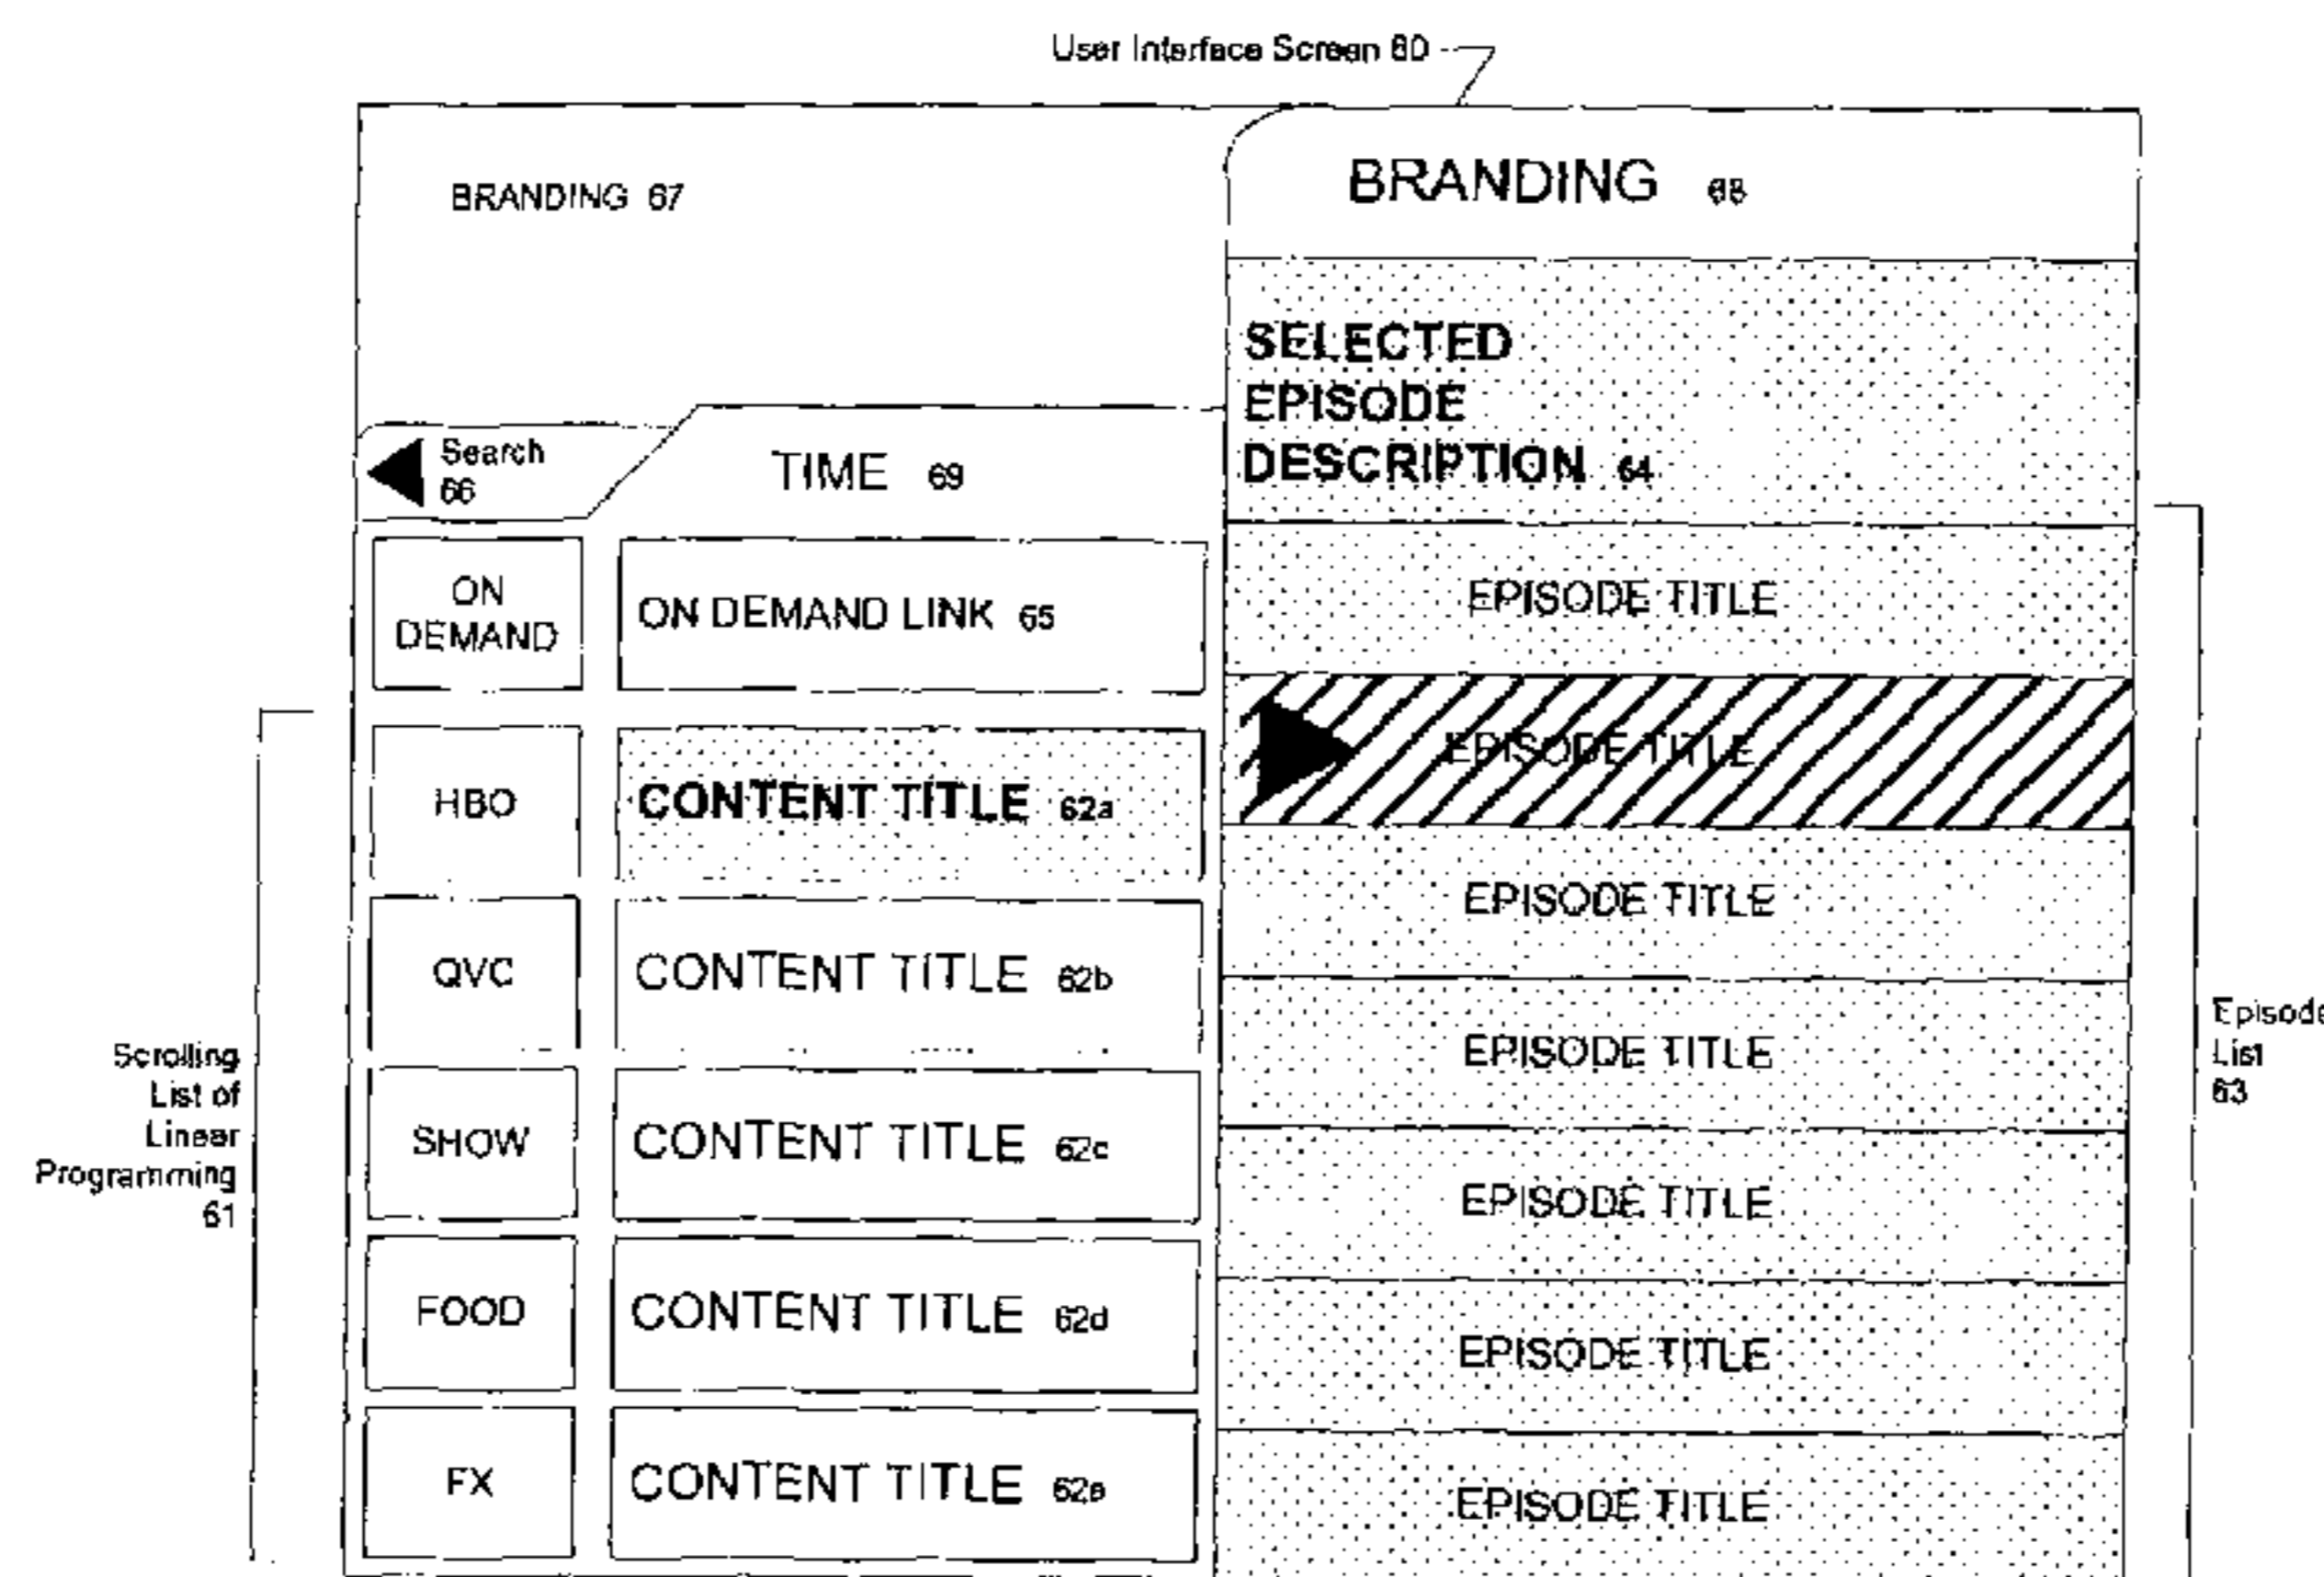 User Interface Screen 60
BRANDING 67
BRANDING 68
SELECTED
EPISODE
DESCRIPTION 64
Search
66
TIME 69
ON
DEMAND
ON DEMAND LINK 65
EPISODE TITLE
EPISODE TITLE
HBO
CONTENT TITLE 62a
EPISODE TITLE
QVC
CONTENT TITLE 62b
EPISODE TITLE
SHOW
CONTENT TITLE 62c
EPISODE TITLE
FOOD
CONTENT TITLE 62d
EPISODE TITLE
FX
CONTENT TITLE 62e
EPISODE TITLE
Scrolling
List of
Linear
Programming
61
Episode
List
63